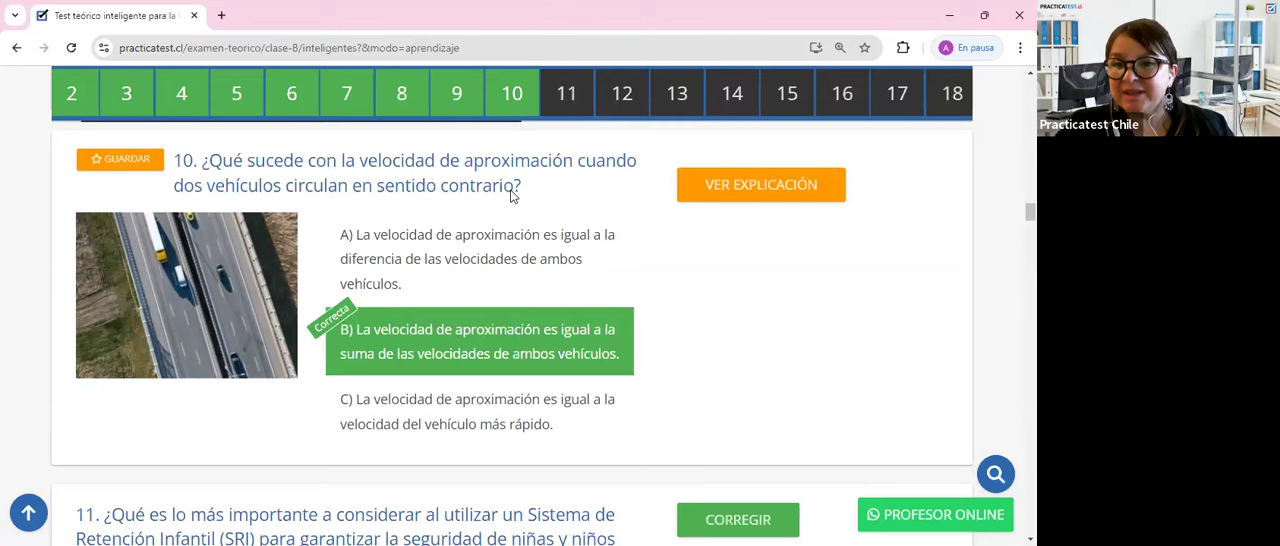 Test teórico inteligente para la
practicatest.cl/examen-teorico/clase-B/inteligentes?&modo=aprendizaje
A
En pausa
PRACTICATEST.cl
Practicatest Chile
2 3 4 5 6 7 8 9 10 11 12 13 14 15 16 17 18
GUARDAR
10. ¿Qué sucede con la velocidad de aproximación cuando
dos vehículos circulan en sentido contrario?
VER EXPLICACIÓN
A) La velocidad de aproximación es igual a la
diferencia de las velocidades de ambos
vehículos.
Correcta
B) La velocidad de aproximación es igual a la
suma de las velocidades de ambos vehículos.
C) La velocidad de aproximación es igual a la
velocidad del vehículo más rápido.
11. ¿Qué es lo más importante a considerar al utilizar un Sistema de
Retención Infantil (SRI) para garantizar la seguridad de niñas y niños
CORREGIR
PROFESOR ONLINE